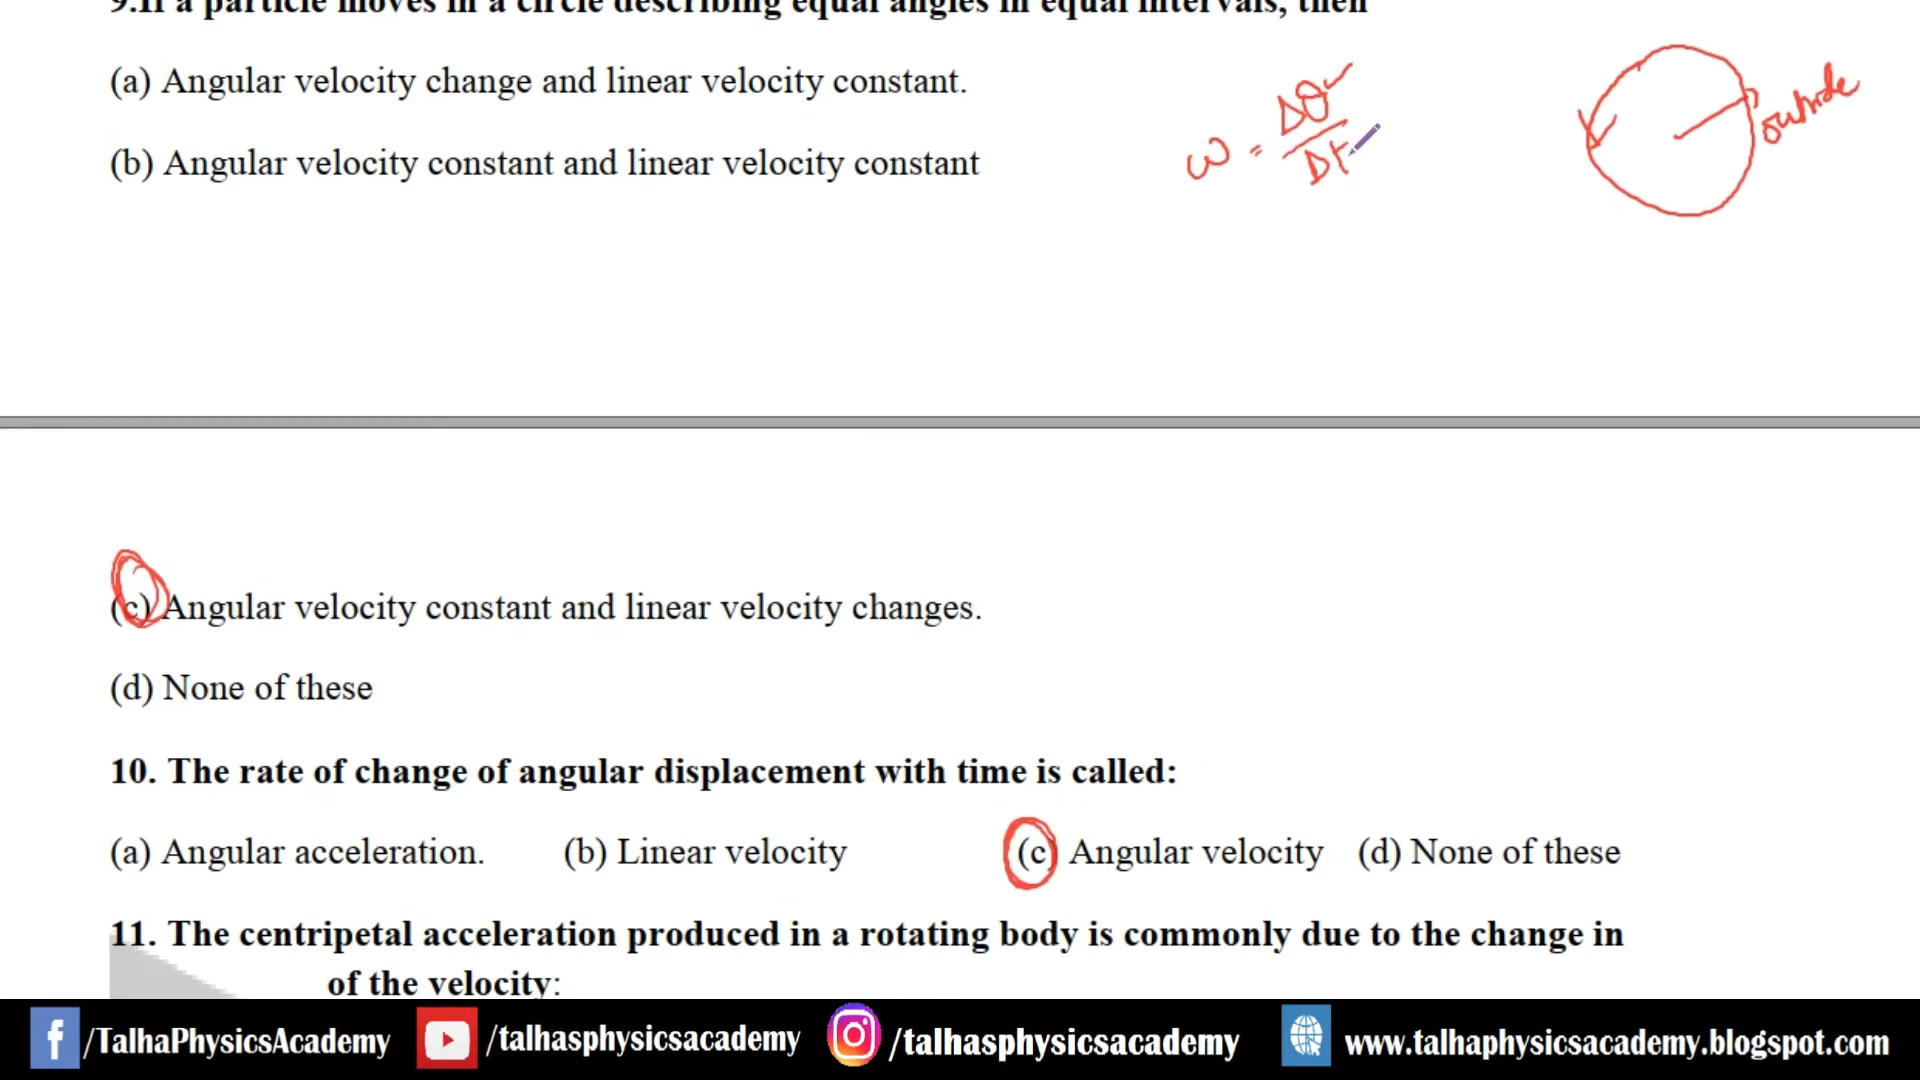 9.If a particle moves in a circle describing equal angles in equal intervals, then
(a) Angular velocity change and linear velocity constant.
(b) Angular velocity constant and linear velocity constant
ω = Δθ / Δt
outside
(c) Angular velocity constant and linear velocity changes.
(d) None of these
10. The rate of change of angular displacement with time is called:
(a) Angular acceleration. (b) Linear velocity (c) Angular velocity (d) None of these
11. The centripetal acceleration produced in a rotating body is commonly due to the change in
of the velocity:
/TalhaPhysicsAcademy /talhasphysicsacademy /talhasphysicsacademy www.talhaphysicsacademy.blogspot.com